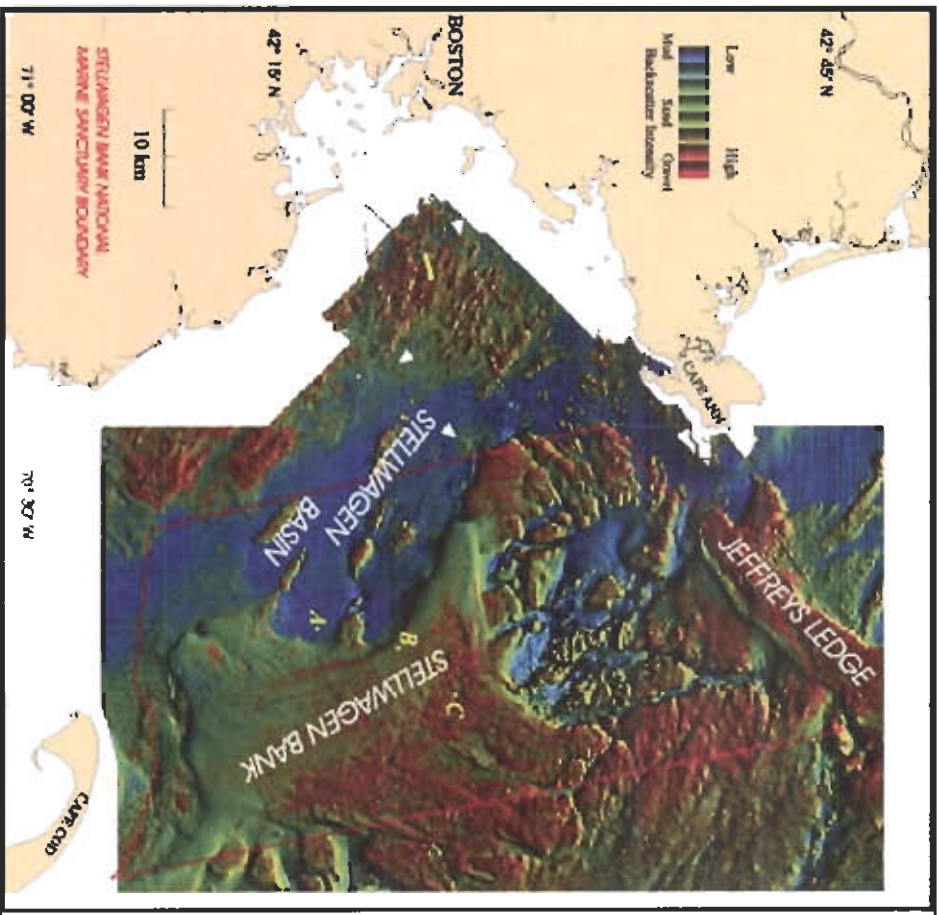 42° 45' N
Low High
Mud Sand Gravel
Backscatter Intensity
BOSTON
42° 15' N
10 km
STELLWAGEN BANK NATIONAL
MARINE SANCTUARY BOUNDARY
71° 00' W
70° 30' W
CAPE ANN
JEFFREYS LEDGE
STELLWAGEN
BASIN
A.
B.
C
STELLWAGEN BANK
CAPE COD